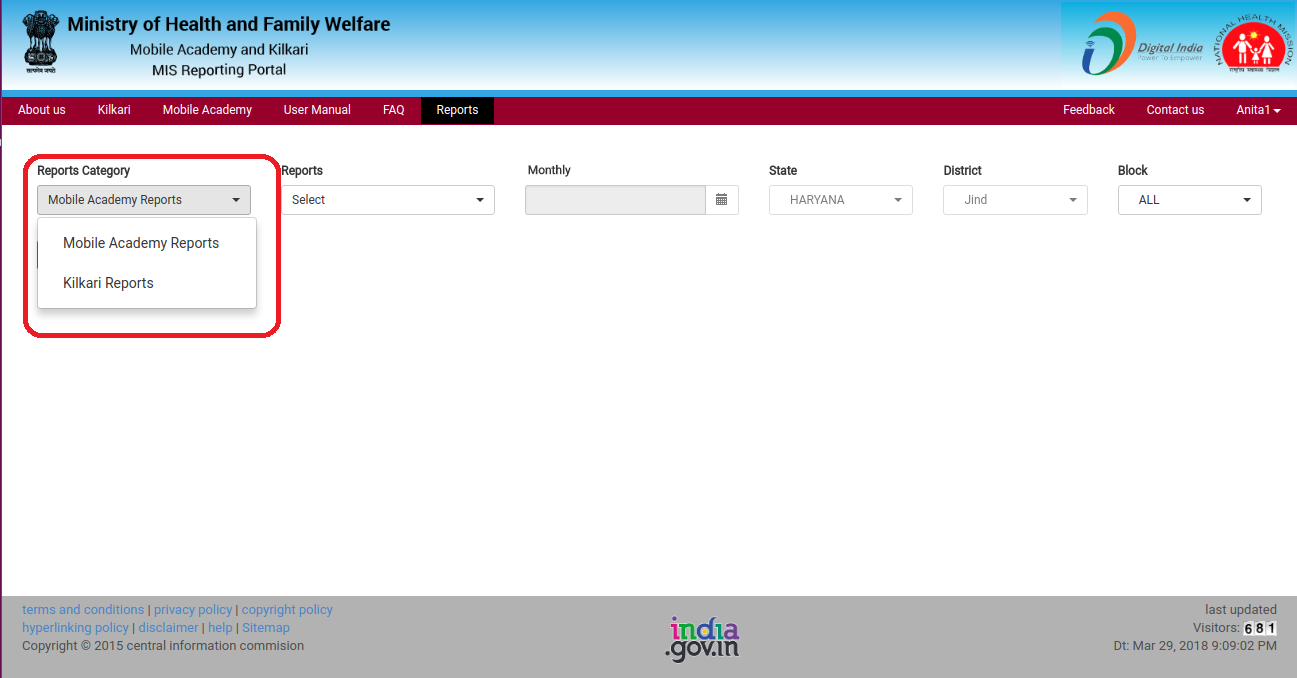 Ministry of Health and Family Welfare
Mobile Academy and Kilkari
MIS Reporting Portal
सत्यमेव जयते
Digital India
Power To Empower
NATIONAL HEALTH MISSION
राष्ट्रीय स्वास्थ्य मिशन
About us Kilkari Mobile Academy User Manual FAQ Reports Feedback Contact us Anita1
Reports Category Reports Monthly State District Block
Mobile Academy Reports Select HARYANA Jind ALL
Mobile Academy Reports
Kilkari Reports
terms and conditions | privacy policy | copyright policy
hyperlinking policy | disclaimer | help | Sitemap
Copyright © 2015 central information commision
india
.gov.in
last updated
Visitors: 681
Dt: Mar 29, 2018 9:09:02 PM